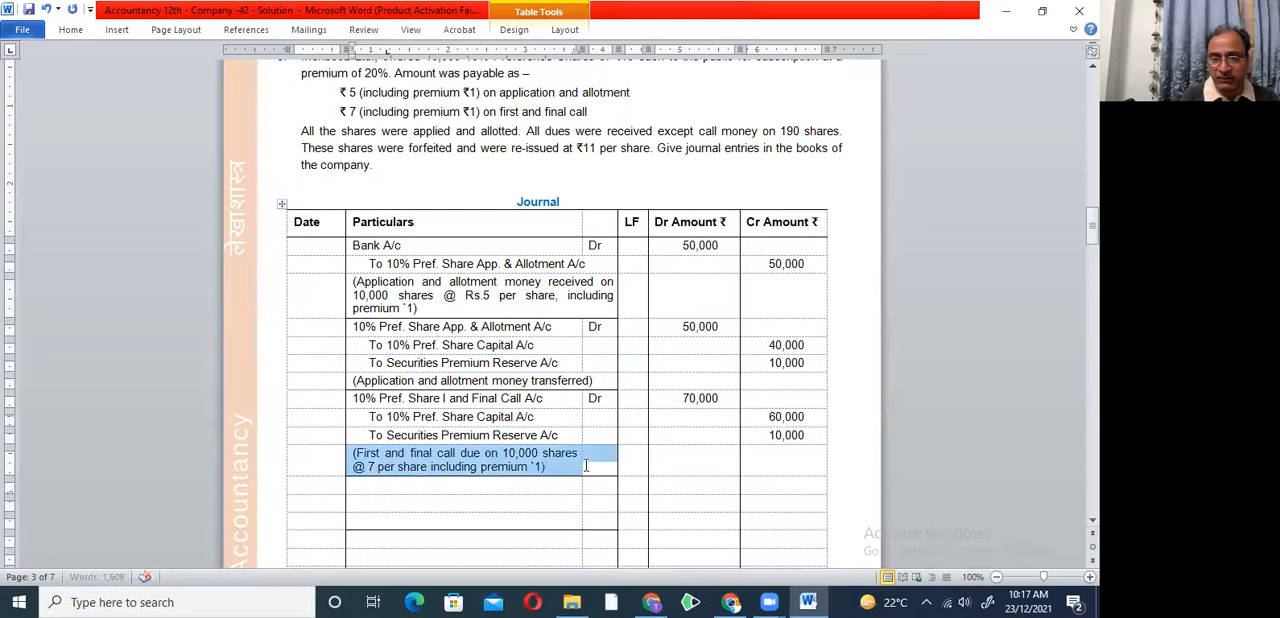 Accountancy 12th - Company -42 - Solution - Microsoft Word (Product Activation Fai...
Table Tools
File Home Insert Page Layout References Mailings Review View Acrobat Design Layout
premium of 20%. Amount was payable as –
₹ 5 (including premium ₹1) on application and allotment
₹ 7 (including premium ₹1) on first and final call
All the shares were applied and allotted. All dues were received except call money on 190 shares.
These shares were forfeited and were re-issued at ₹11 per share. Give journal entries in the books of
the company.
Journal
Date Particulars LF Dr Amount ₹ Cr Amount ₹
Bank A/c Dr 50,000
To 10% Pref. Share App. & Allotment A/c 50,000
(Application and allotment money received on
10,000 shares @ Rs.5 per share, including
premium `1)
10% Pref. Share App. & Allotment A/c Dr 50,000
To 10% Pref. Share Capital A/c 40,000
To Securities Premium Reserve A/c 10,000
(Application and allotment money transferred)
10% Pref. Share I and Final Call A/c Dr 70,000
To 10% Pref. Share Capital A/c 60,000
To Securities Premium Reserve A/c 10,000
(First and final call due on 10,000 shares
@ 7 per share including premium `1)
लेखाशास्त्र
Accountancy
Activate Windows
Page: 3 of 7 Words: 1,609 100%
Type here to search
22°C
10:17 AM
23/12/2021
2